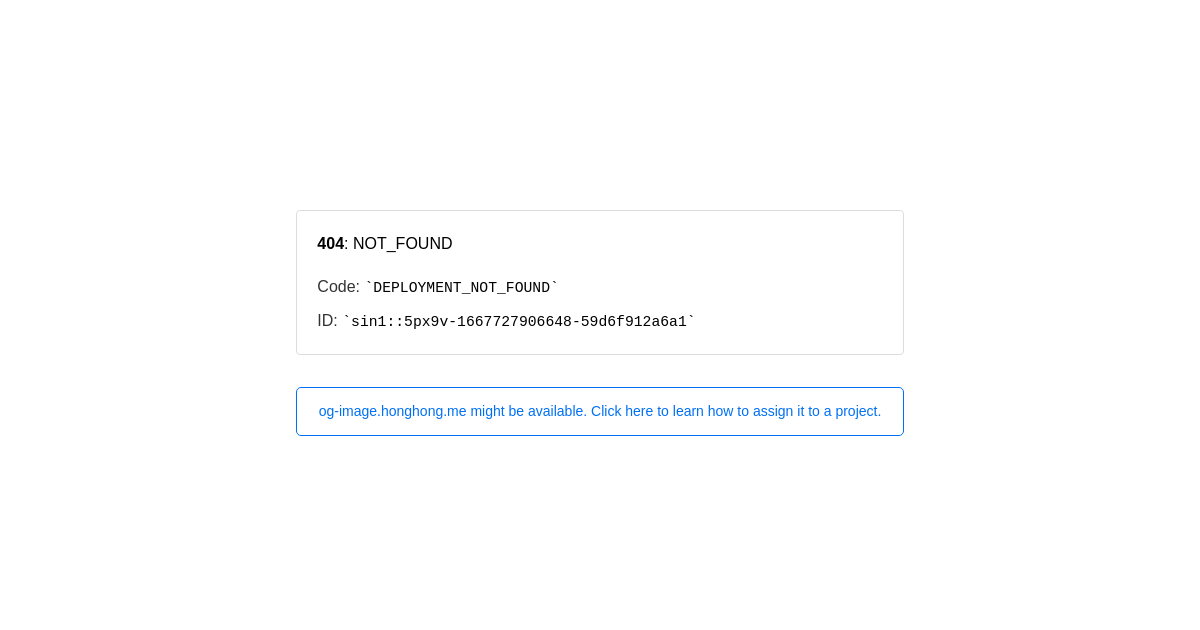 404: NOT_FOUND
Code: `DEPLOYMENT_NOT_FOUND`
ID: `sin1::5px9v-1667727906648-59d6f912a6a1`
og-image.honghong.me might be available. Click here to learn how to assign it to a project.